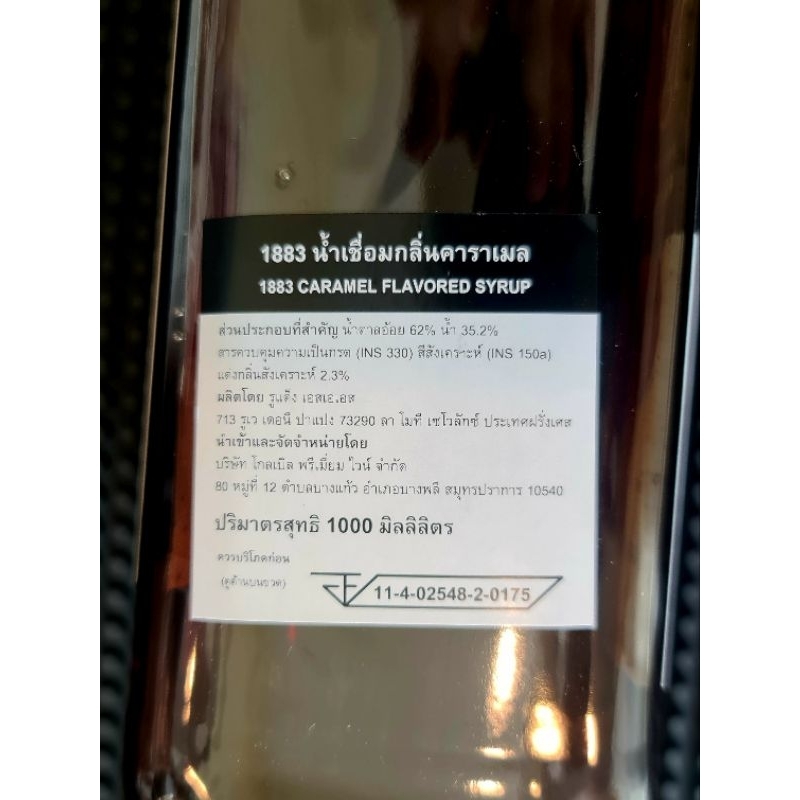 1883 น้ำเชื่อมกลิ่นคาราเมล
1883 CARAMEL FLAVORED SYRUP
ส่วนประกอบที่สำคัญ น้ำตาลอ้อย 62% น้ำ 35.2%
สารควบคุมความเป็นกรด (INS 330) สีสังเคราะห์ (INS 150a)
แต่งกลิ่นสังเคราะห์ 2.3%
ผลิตโดย รูแต็ง เอสเอ.อส
713 รูเว เดอนี ปาแปง 73290 ลา โมที เซโวลักซ์ ประเทศฝรั่งเศส
นำเข้าและจัดจำหน่ายโดย
บริษัท โกลเบิล พรีเมี่ยม ไวน์ จำกัด
80 หมู่ที่ 12 ตำบลบางแก้ว อำเภอบางพลี สมุทรปราการ 10540
ปริมาตรสุทธิ 1000 มิลลิลิตร
ควรบริโภคก่อน
(ดูด้านบนขวด)
11-4-02548-2-0175